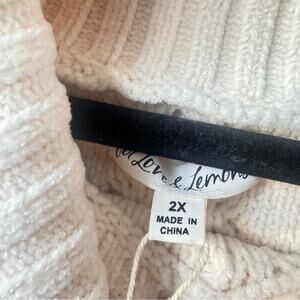 Love & Lemons
2X
MADE IN
CHINA